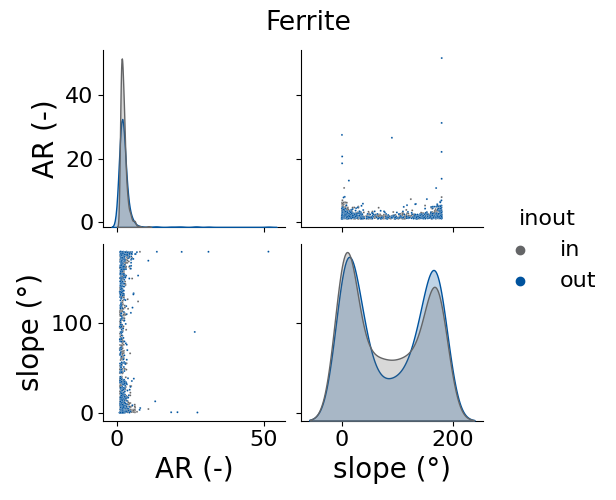 Ferrite
AR (-)
40
20
0
inout
in
out
slope (°)
100
0
0
50
0
200
AR (-)
slope (°)